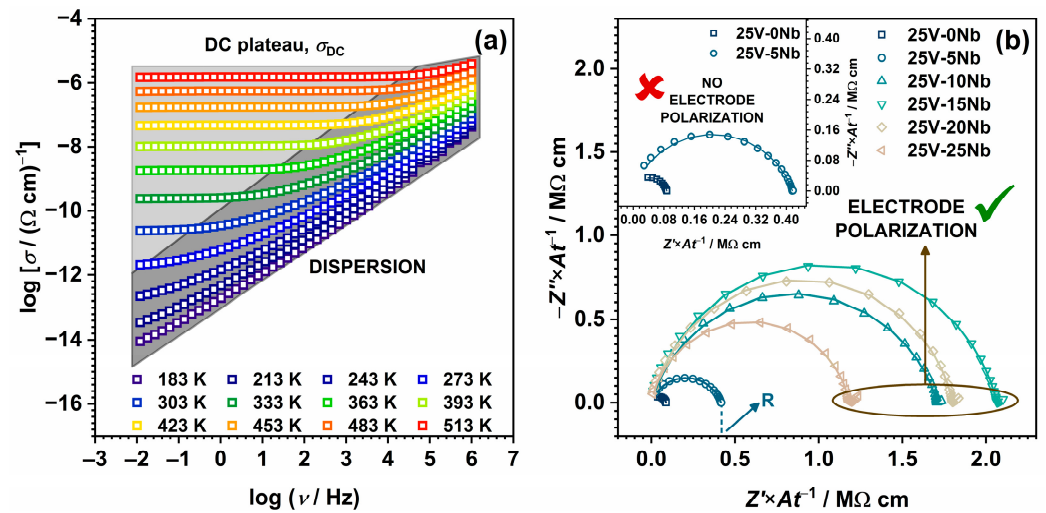 (a)
DC plateau, σDC
DISPERSION
183 K 213 K 243 K 273 K
303 K 333 K 363 K 393 K
423 K 453 K 483 K 513 K
log [σ / (Ω cm)⁻¹]
−4
−6
−8
−10
−12
−14
−16
−3 −2 −1 0 1 2 3 4 5 6 7
log (ν / Hz)
(b)
25V-0Nb
25V-5Nb
25V-10Nb
25V-15Nb
25V-20Nb
25V-25Nb
25V-0Nb
25V-5Nb
NO
ELECTRODE
POLARIZATION
0.40
0.32
0.24
0.16
0.08
0.00
−Z''×At⁻¹ / MΩ cm
0.00 0.08 0.16 0.24 0.32 0.40
Z'×At⁻¹ / MΩ cm
ELECTRODE
POLARIZATION
R
−Z''×At⁻¹ / MΩ cm
2.0
1.5
1.0
0.5
0.0
0.0 0.5 1.0 1.5 2.0
Z'×At⁻¹ / MΩ cm